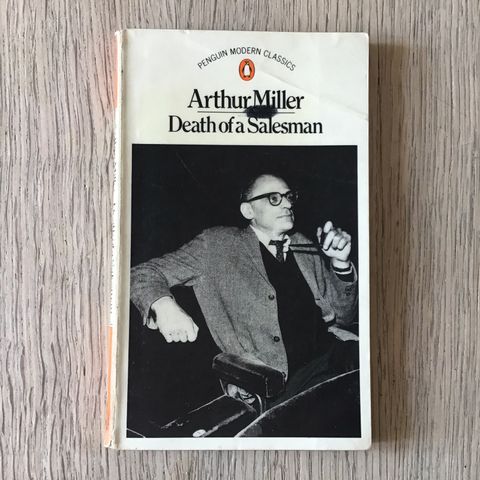 PENGUIN MODERN CLASSICS
Arthur Miller
Death of a Salesman